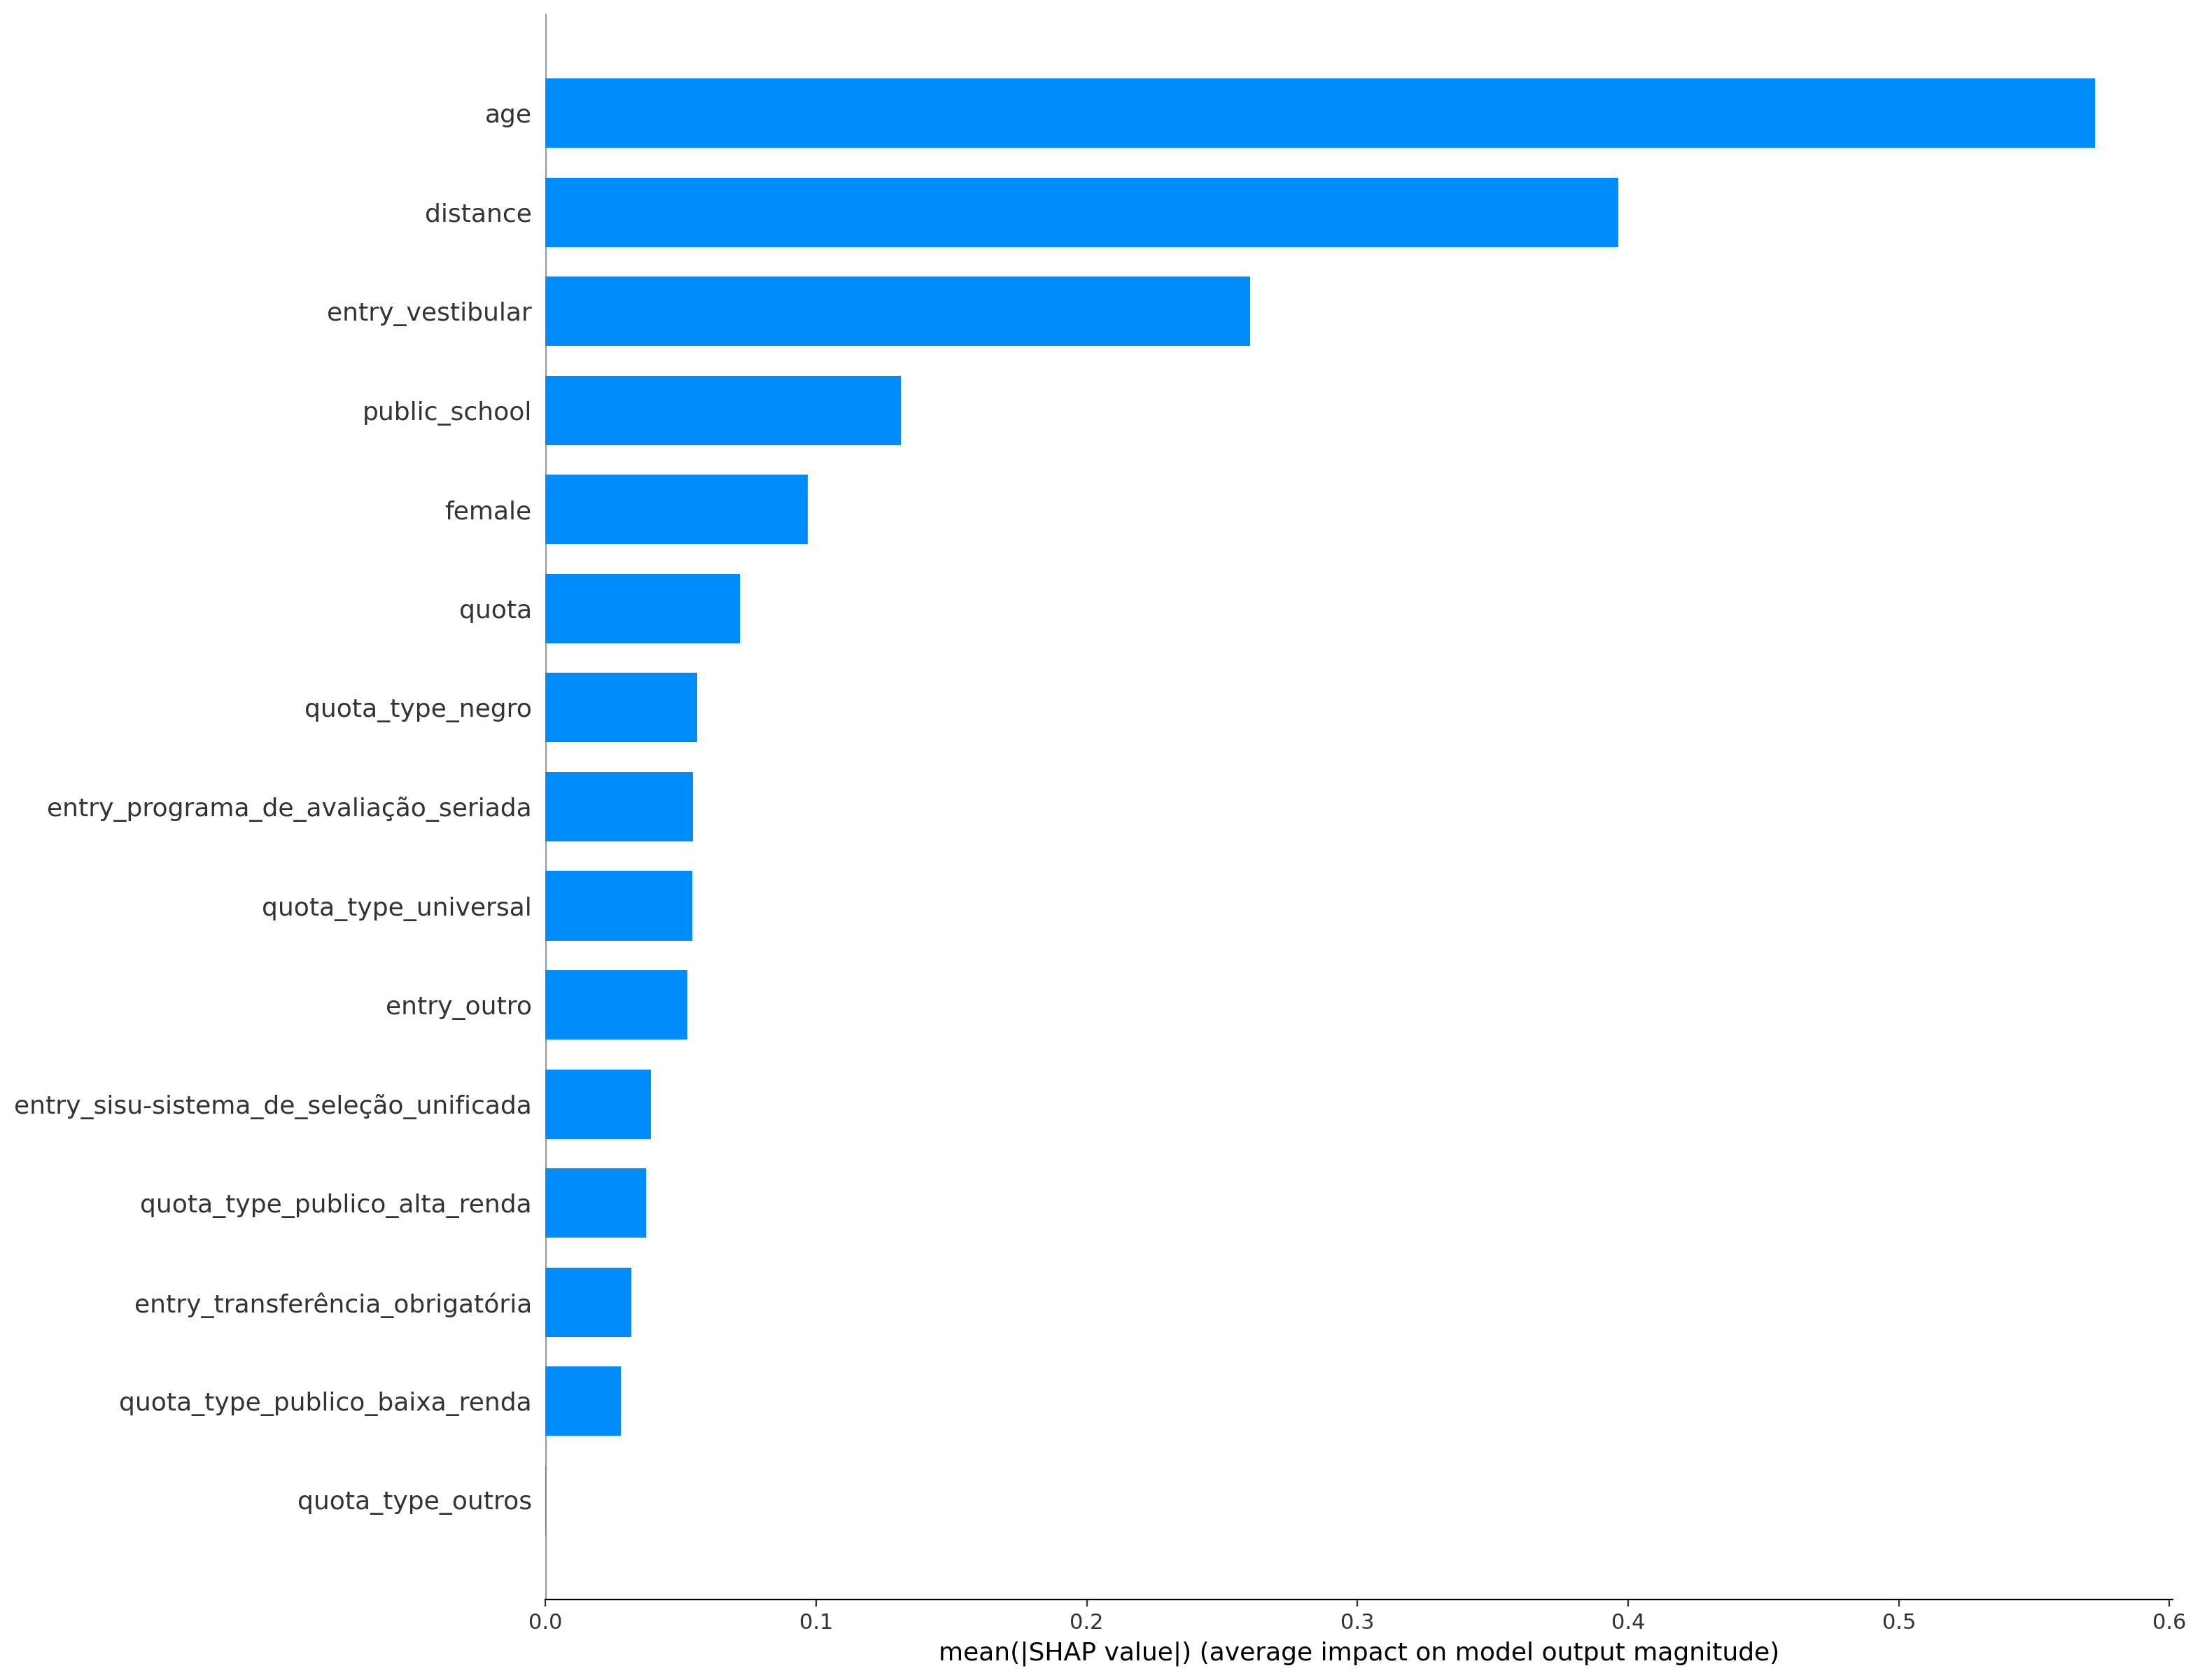 age
distance
entry_vestibular
public_school
female
quota
quota_type_negro
entry_programa_de_avaliação_seriada
quota_type_universal
entry_outro
entry_sisu-sistema_de_seleção_unificada
quota_type_publico_alta_renda
entry_transferência_obrigatória
quota_type_publico_baixa_renda
quota_type_outros
0.0 0.1 0.2 0.3 0.4 0.5 0.6
mean(|SHAP value|) (average impact on model output magnitude)